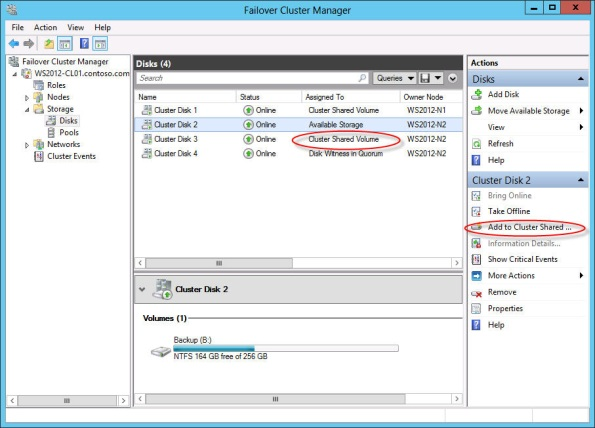 Failover Cluster Manager
File Action View Help
Failover Cluster Manager
WS2012-CL01.contoso.com
Roles
Nodes
Storage
Disks
Pools
Networks
Cluster Events
Disks (4)
Search
Queries
Name Status Assigned To Owner Node
Cluster Disk 1 Online Cluster Shared Volume WS2012-N1
Cluster Disk 2 Online Available Storage WS2012-N2
Cluster Disk 3 Online Cluster Shared Volume WS2012-N2
Cluster Disk 4 Online Disk Witness in Quorum WS2012-N2
Cluster Disk 2
Volumes (1)
Backup (B:)
NTFS 164 GB free of 256 GB
Actions
Disks
Add Disk
Move Available Storage
View
Refresh
Help
Cluster Disk 2
Bring Online
Take Offline
Add to Cluster Shared ...
Information Details...
Show Critical Events
More Actions
Remove
Properties
Help